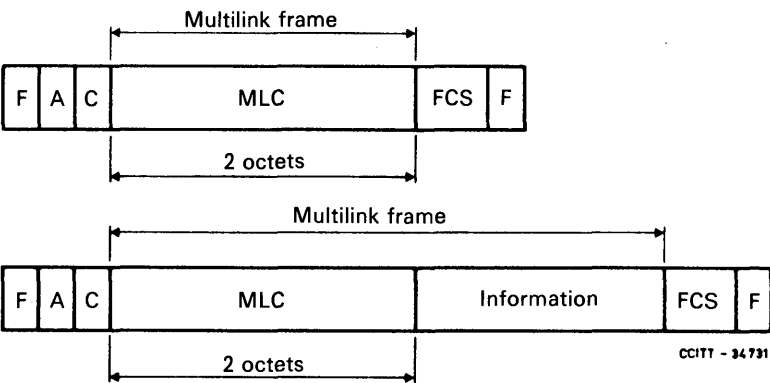 Multilink frame
F A C MLC FCS F
2 octets
Multilink frame
F A C MLC Information FCS F
CCITT - 34731
2 octets